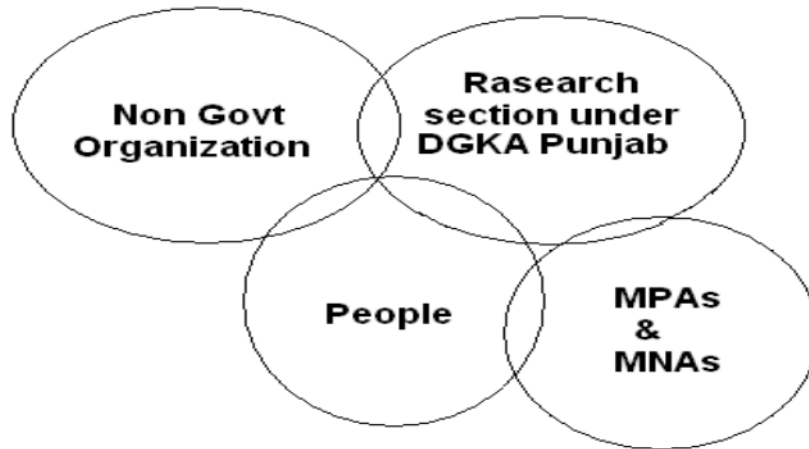 Non Govt
Organization
Rasearch
section under
DGKA Punjab
People
MPAs
&
MNAs